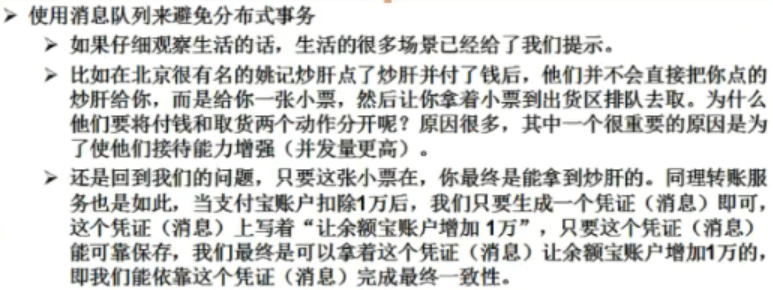 ➢ 使用消息队列来避免分布式事务
➢ 如果仔细观察生活的话，生活的很多场景已经给了我们提示。
➢ 比如在北京很有名的姚记炒肝点了炒肝并付了钱后，他们并不会直接把你点的
炒肝给你，而是给你一张小票，然后让你拿着小票到出货区排队去取。为什么
他们要将付钱和取货两个动作分开呢？原因很多，其中一个很重要的原因是为
了使他们接待能力增强（并发量更高）。
➢ 还是回到我们的问题，只要这张小票在，你最终是能拿到炒肝的。同理转账服
务也是如此，当支付宝账户扣除1万后，我们只要生成一个凭证（消息）即可，
这个凭证（消息）上写着“让余额宝账户增加 1万”，只要这个凭证（消息）
能可靠保存，我们最终是可以拿着这个凭证（消息）让余额宝账户增加1万的，
即我们能依靠这个凭证（消息）完成最终一致性。